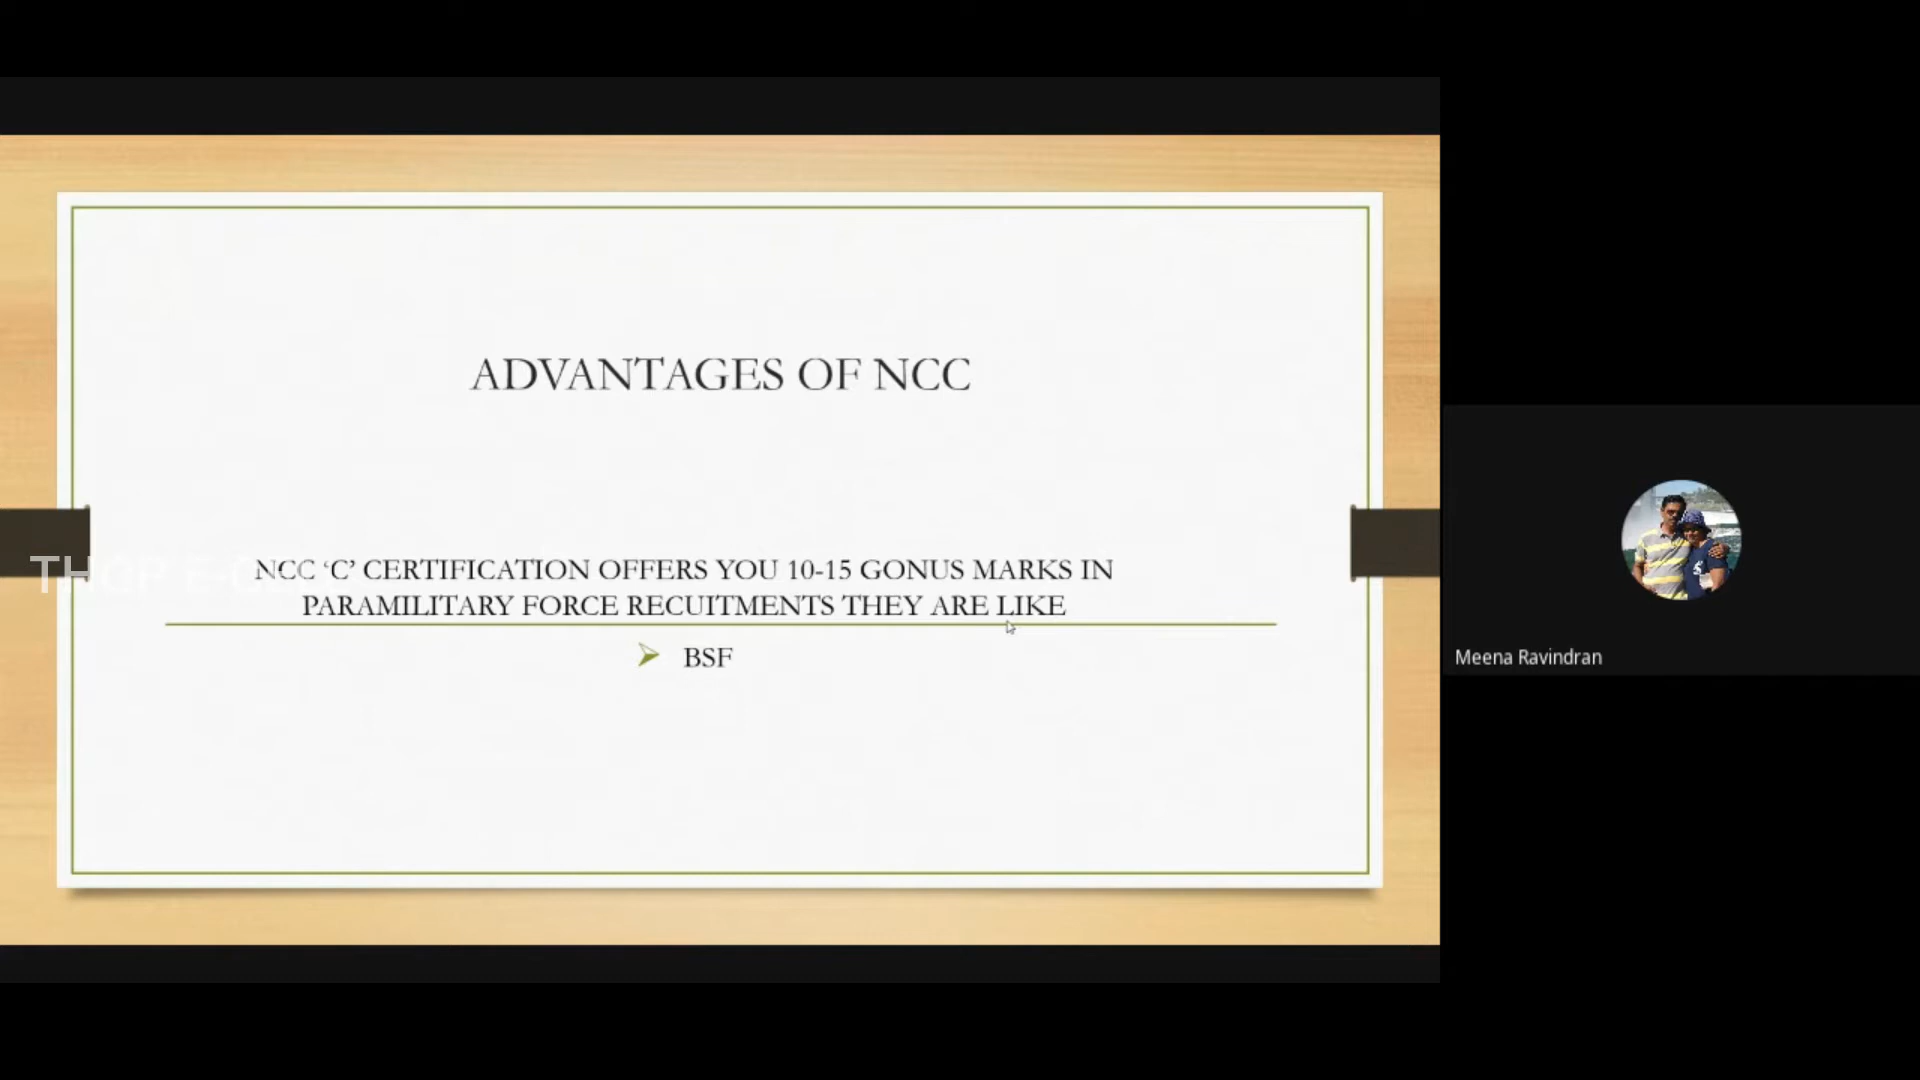 ADVANTAGES OF NCC
NCC ‘C’ CERTIFICATION OFFERS YOU 10-15 GONUS MARKS IN
PARAMILITARY FORCE RECUITMENTS THEY ARE LIKE
BSF
Meena Ravindran